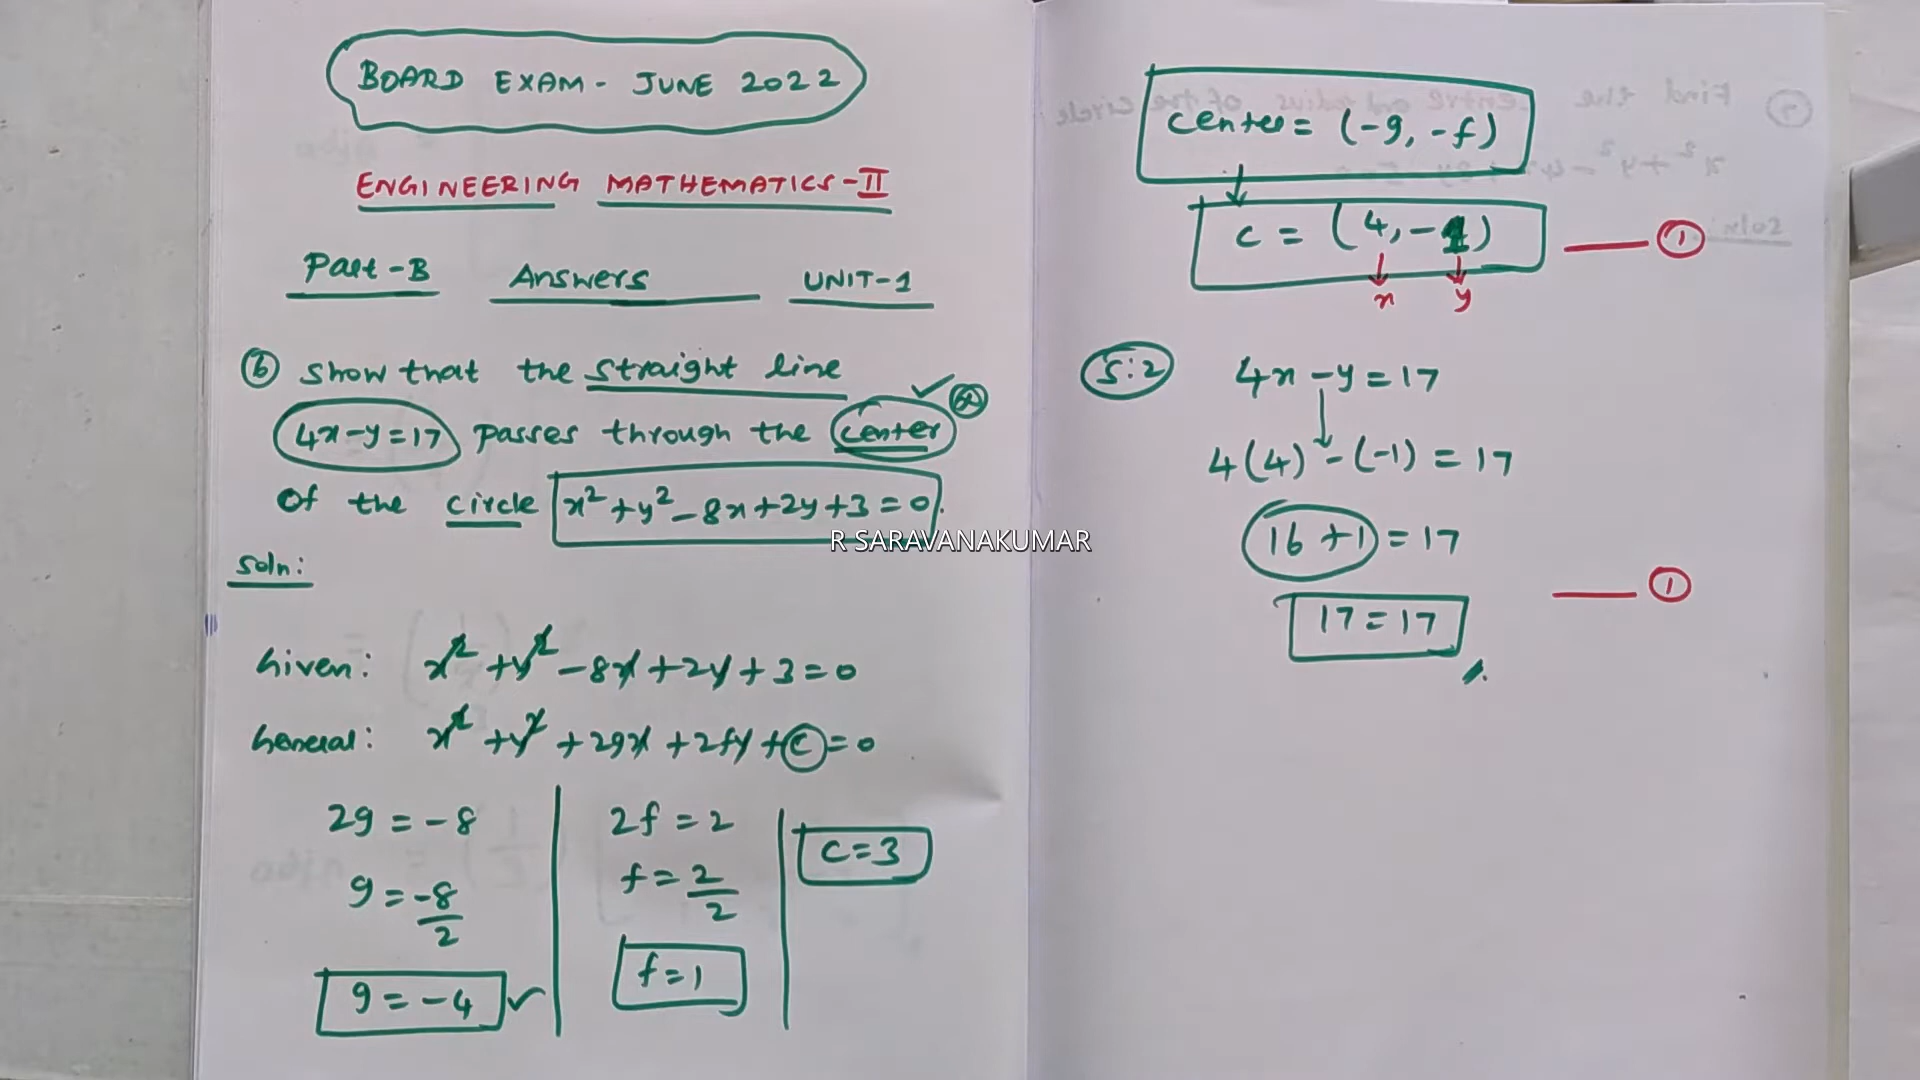 BOARD EXAM - JUNE 2022
ENGINEERING MATHEMATICS - II
Part - B Answers UNIT - 1
⑥ Show that the straight line
4x - y = 17 passes through the center
Of the circle x² + y² - 8x + 2y + 3 = 0.
Soln:
Given: x² + y² - 8x + 2y + 3 = 0
General: x² + y² + 2gx + 2fy + c = 0
2g = -8
g = -8/2
g = -4 ✓
2f = 2
f = 2/2
f = 1
c = 3
center = (-g, -f)
c = (4, -1) ①
x y
S:2 4x - y = 17
4(4) - (-1) = 17
16 + 1 = 17
17 = 17 ①
R SARAVANAKUMAR